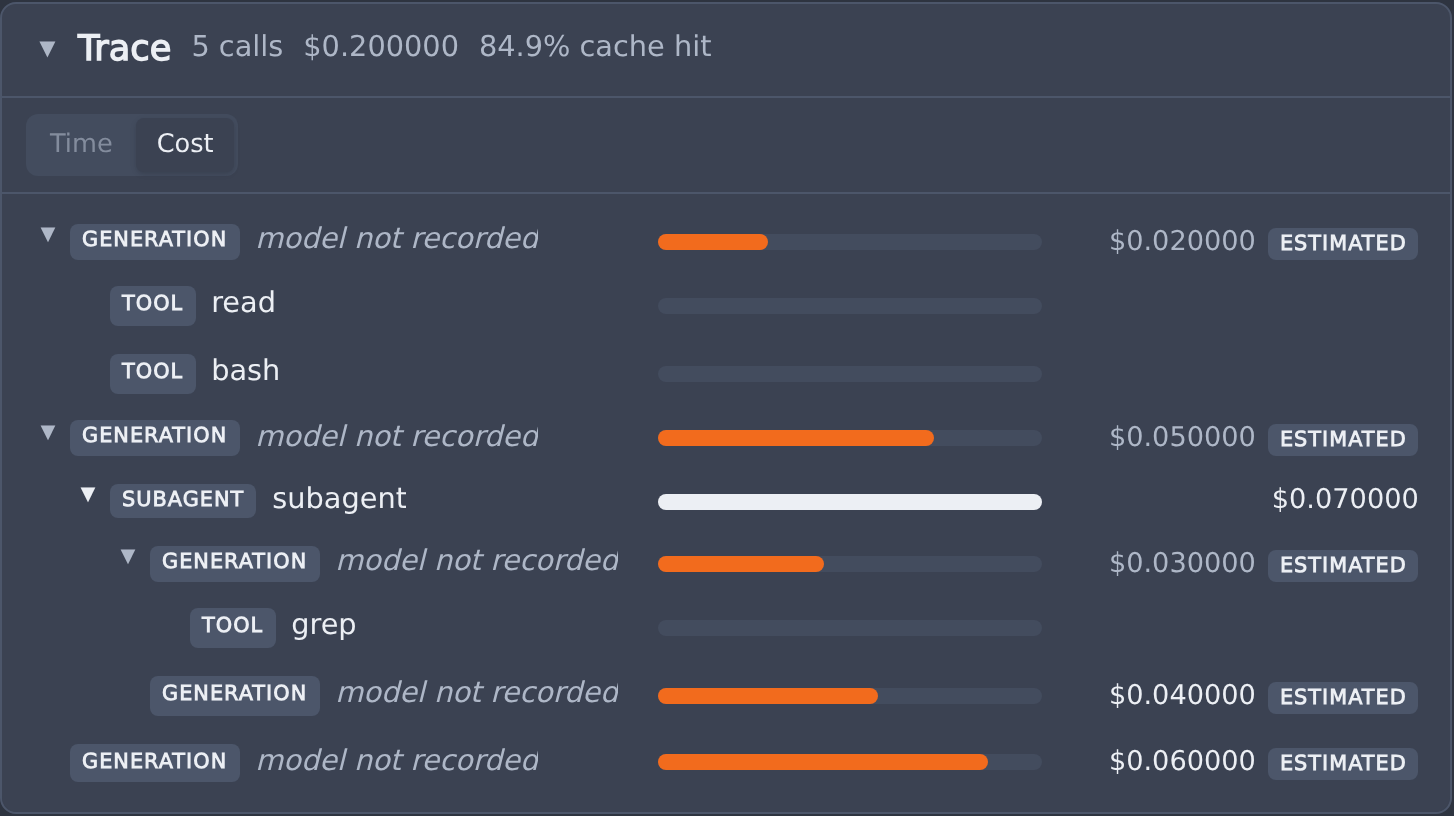 ▼ Trace 5 calls $0.200000 84.9% cache hit
Time Cost
▼ GENERATION model not recorded $0.020000 ESTIMATED
TOOL read
TOOL bash
▼ GENERATION model not recorded $0.050000 ESTIMATED
▼ SUBAGENT subagent $0.070000
▼ GENERATION model not recorded $0.030000 ESTIMATED
TOOL grep
GENERATION model not recorded $0.040000 ESTIMATED
GENERATION model not recorded $0.060000 ESTIMATED